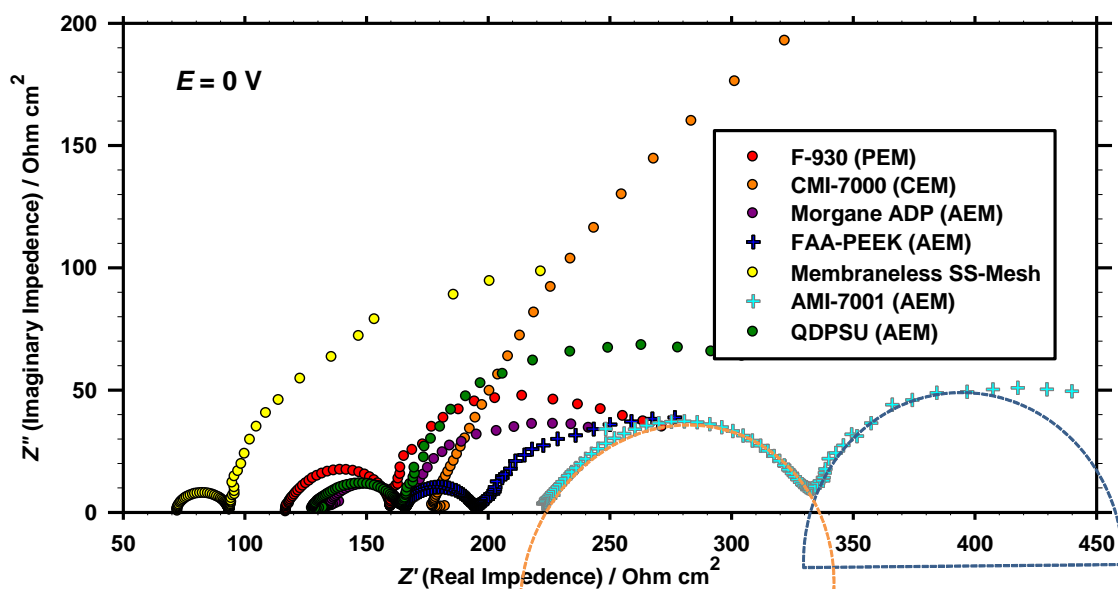 200
150
100
50
0
Z″ (Imaginary Impedence) / Ohm cm²
E = 0 V
F-930 (PEM)
CMI-7000 (CEM)
Morgane ADP (AEM)
FAA-PEEK (AEM)
Membraneless SS-Mesh
AMI-7001 (AEM)
QDPSU (AEM)
50 100 150 200 250 300 350 400 450
Z′ (Real Impedence) / Ohm cm²